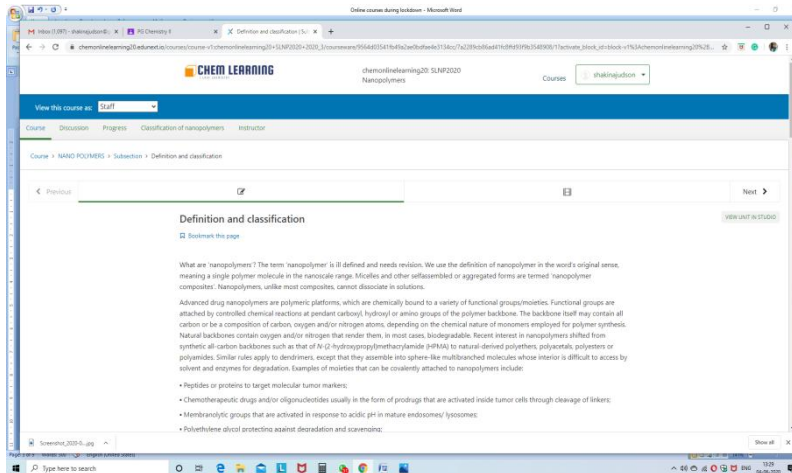 Online courses during lockdown - Microsoft Word
PG Chemistry II
Definition and classification
CHEM LEARNING
chemonlinelearning20: SLNP2020
Nanopolymers
Courses
shakinajudson
View this course as: Staff
Course Discussion Progress Classification of nanopolymers Instructor
Course > NANO POLYMERS > Subsection > Definition and classification
Previous
Next
VIEW UNIT IN STUDIO
Definition and classification
Bookmark this page
What are 'nanopolymers'? The term 'nanopolymer' is ill defined and needs revision. We use the definition of nanopolymer in the word's original sense,
meaning a single polymer molecule in the nanoscale range. Micelles and other selfassembled or aggregated forms are termed 'nanopolymer
composites'. Nanopolymers, unlike most composites, cannot dissociate in solutions.
Advanced drug nanopolymers are polymeric platforms, which are chemically bound to a variety of functional groups/moieties. Functional groups are
attached by controlled chemical reactions at pendant carboxyl, hydroxyl or amino groups of the polymer backbone. The backbone itself may contain all
carbon or be a composition of carbon, oxygen and/or nitrogen atoms, depending on the chemical nature of monomers employed for polymer synthesis.
Natural backbones contain oxygen and/or nitrogen that render them, in most cases, biodegradable. Recent interest in nanopolymers shifted from
synthetic all-carbon backbones such as that of N-(2-hydroxypropyl)methacrylamide (HPMA) to natural-derived polyethers, polyacetals, polyesters or
polyamides. Similar rules apply to dendrimers, except that they assemble into sphere-like multibranched molecules whose interior is difficult to access by
solvent and enzymes for degradation. Examples of moieties that can be covalently attached to nanopolymers include:
• Peptides or proteins to target molecular tumor markers;
• Chemotherapeutic drugs and/or oligonucleotides usually in the form of prodrugs that are activated inside tumor cells through cleavage of linkers;
• Membranolytic groups that are activated in response to acidic pH in mature endosomes/ lysosomes;
• Polyethylene glycol protecting against degradation and scavenging;
Show all
Type here to search
ENG
13:29